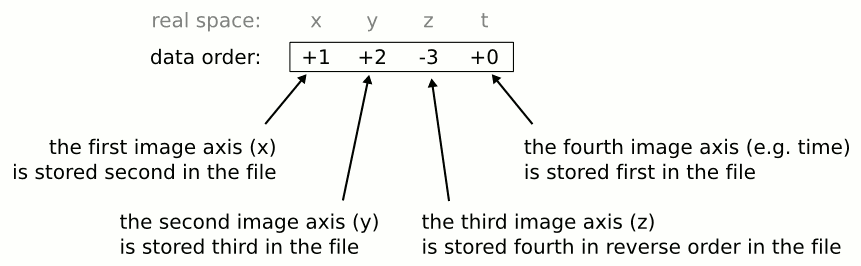 real space: x y z t
data order: +1 +2 -3 +0
the first image axis (x)
is stored second in the file
the fourth image axis (e.g. time)
is stored first in the file
the second image axis (y)
is stored third in the file
the third image axis (z)
is stored fourth in reverse order in the file